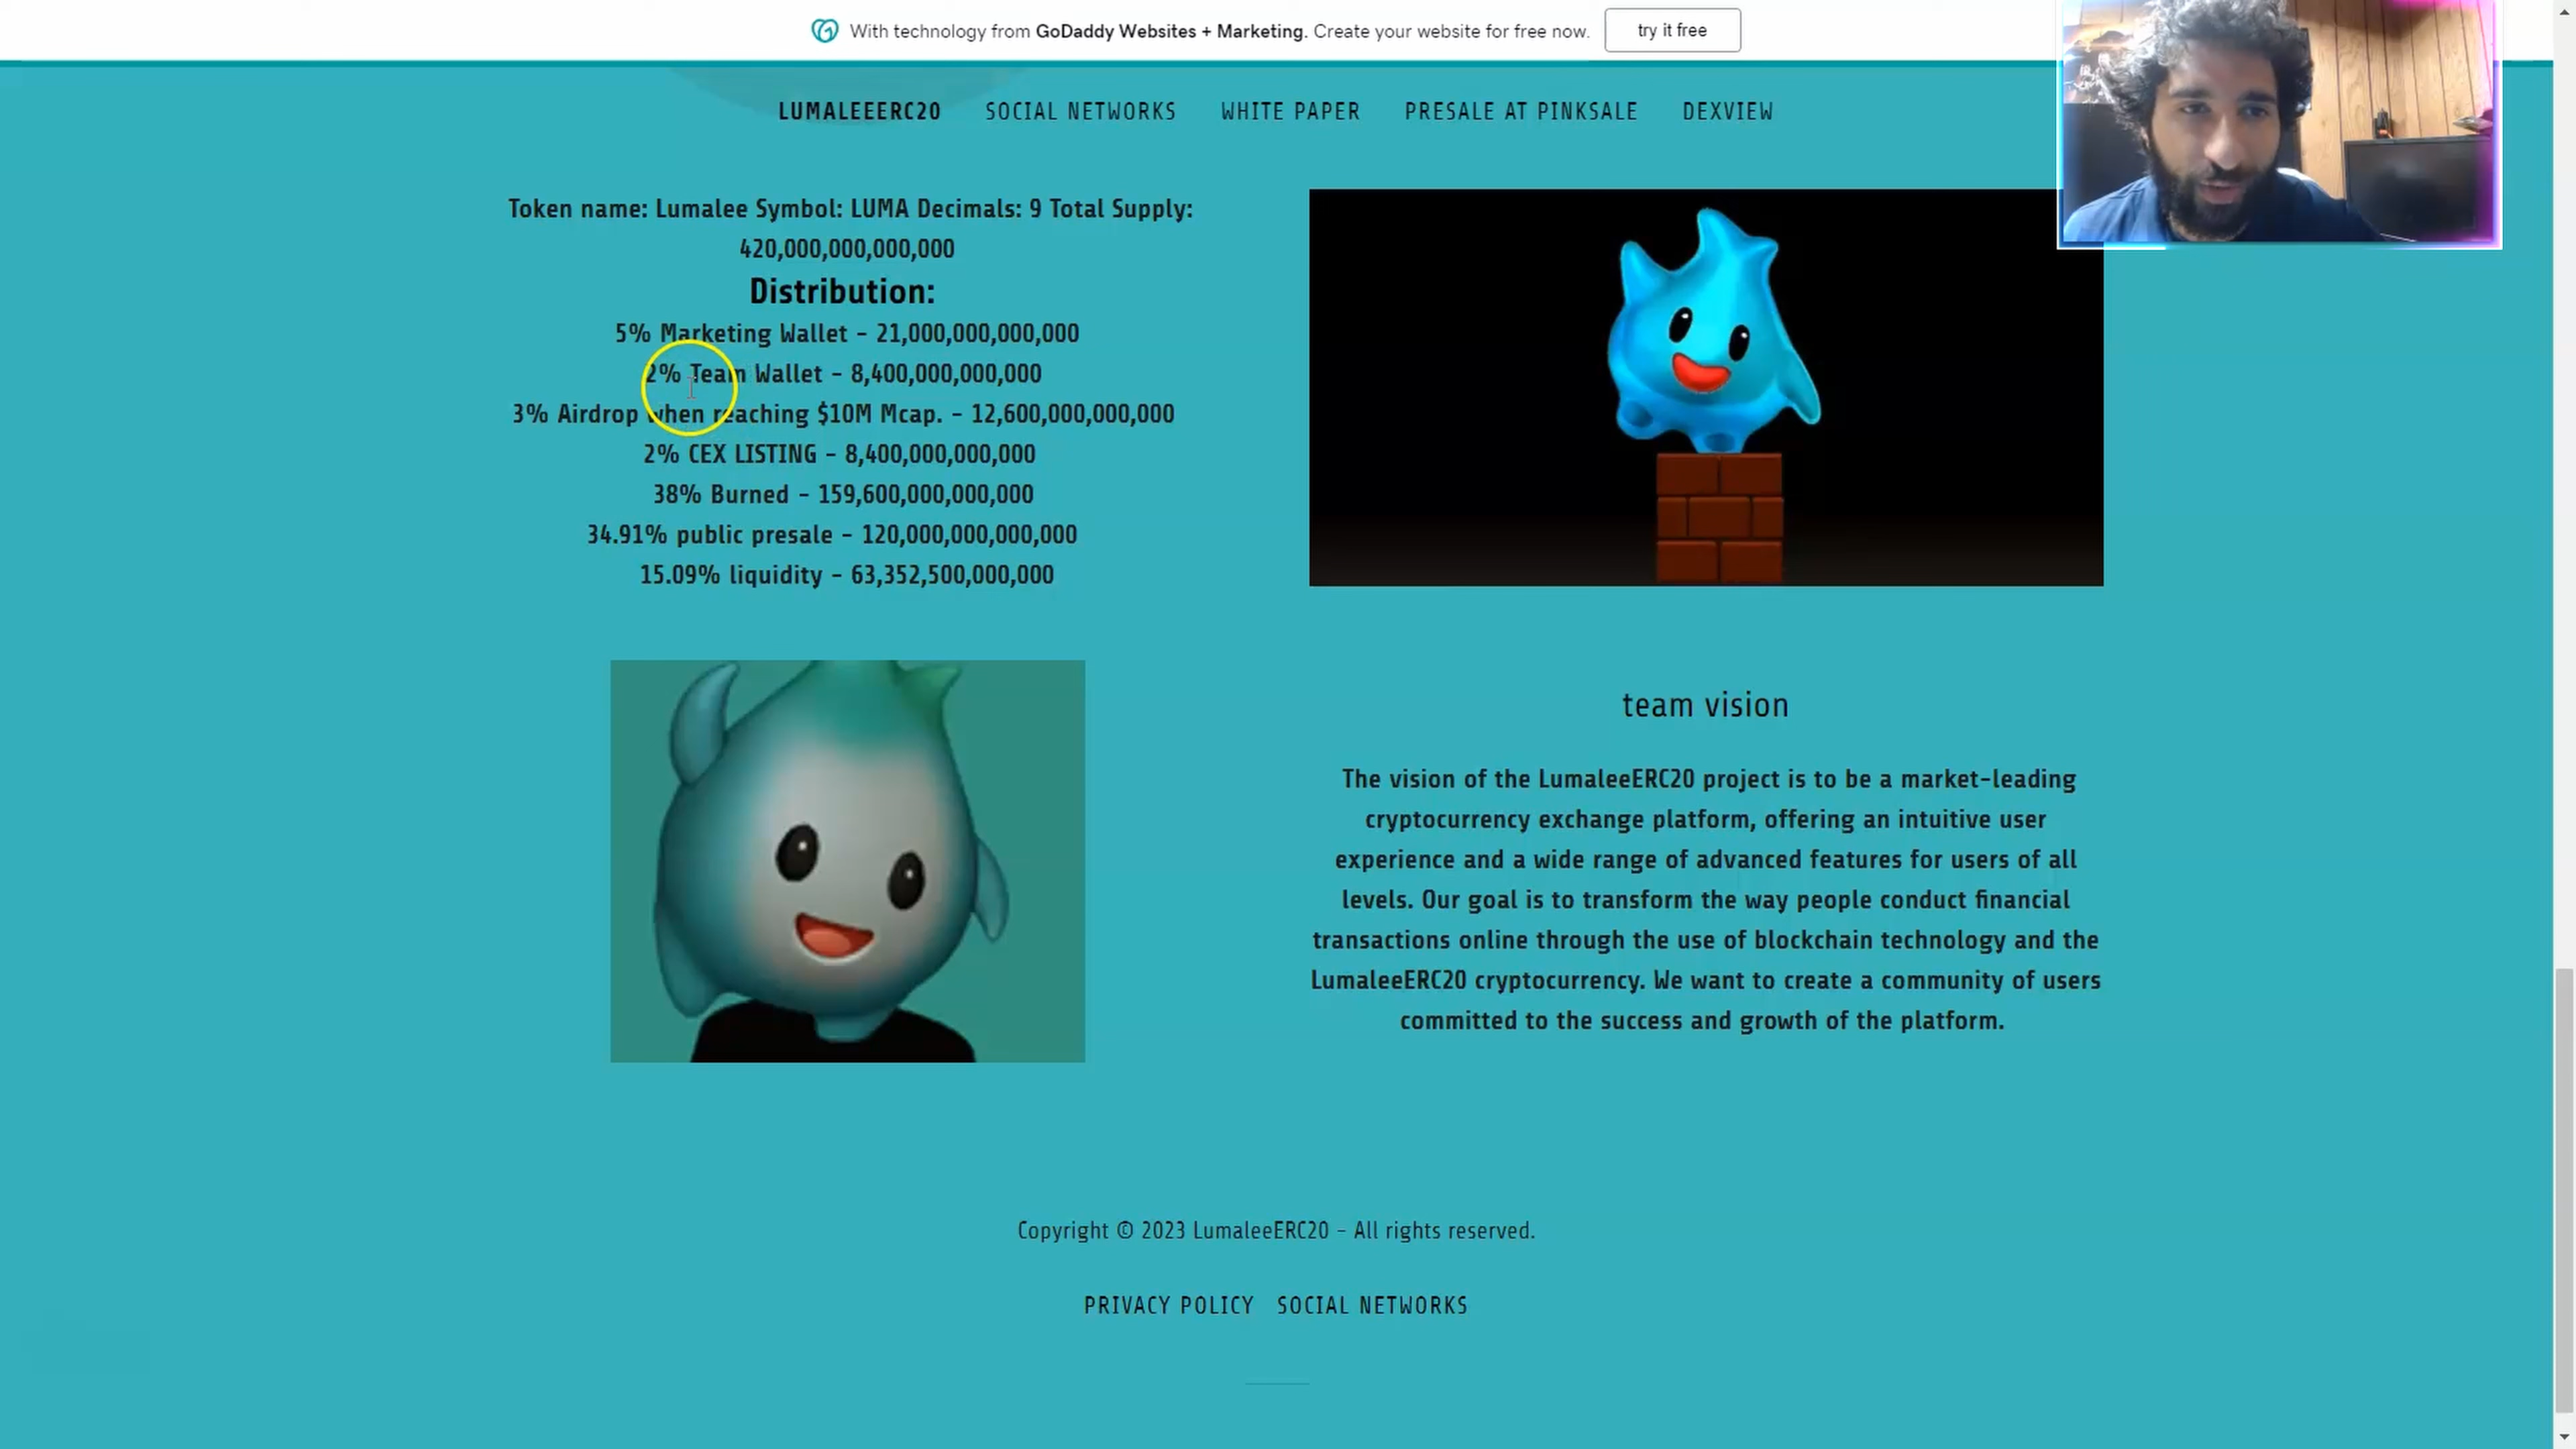 With technology from GoDaddy Websites + Marketing. Create your website for free now.
try it free
LUMALEEERC20 SOCIAL NETWORKS WHITE PAPER PRESALE AT PINKSALE DEXVIEW
Token name: Lumalee Symbol: LUMA Decimals: 9 Total Supply:
420,000,000,000,000
Distribution:
5% Marketing Wallet - 21,000,000,000,000
2% Team Wallet - 8,400,000,000,000
3% Airdrop when reaching $10M Mcap. - 12,600,000,000,000
2% CEX LISTING - 8,400,000,000,000
38% Burned - 159,600,000,000,000
34.91% public presale - 120,000,000,000,000
15.09% liquidity - 63,352,500,000,000
team vision
The vision of the LumaleeERC20 project is to be a market-leading
cryptocurrency exchange platform, offering an intuitive user
experience and a wide range of advanced features for users of all
levels. Our goal is to transform the way people conduct financial
transactions online through the use of blockchain technology and the
LumaleeERC20 cryptocurrency. We want to create a community of users
committed to the success and growth of the platform.
Copyright © 2023 LumaleeERC20 - All rights reserved.
PRIVACY POLICY SOCIAL NETWORKS